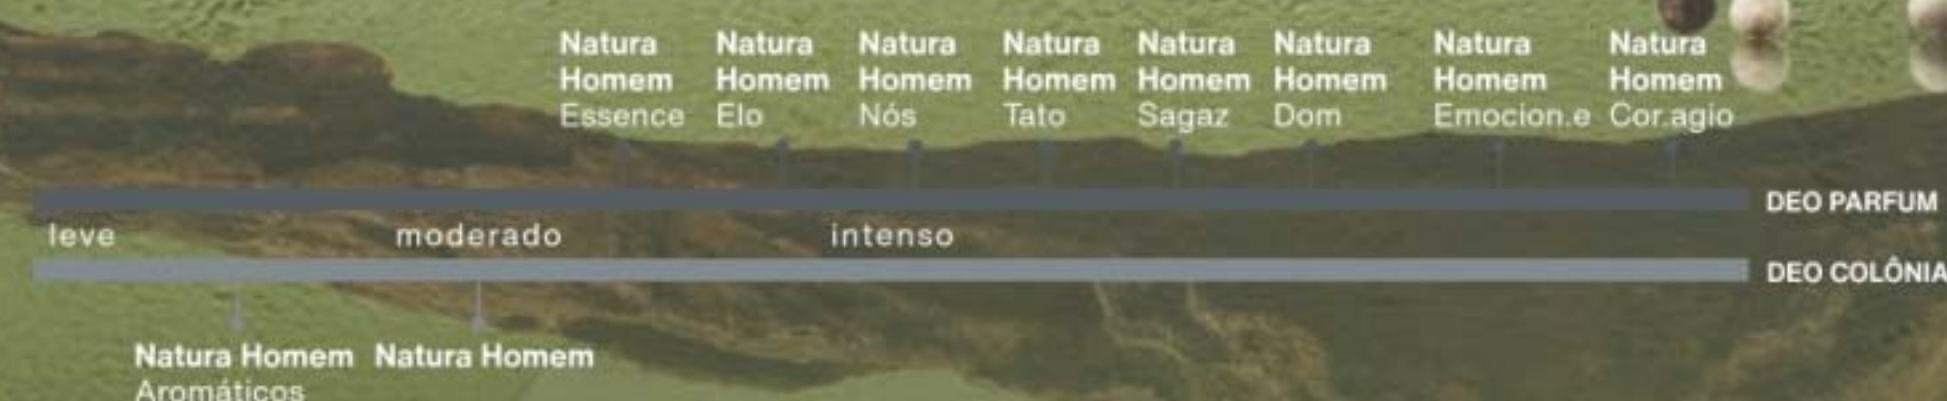 Natura Homem Essence
Natura Homem Elo
Natura Homem Nós
Natura Homem Tato
Natura Homem Sagaz
Natura Homem Dom
Natura Homem Emocion.e
Natura Homem Cor.agio
DEO PARFUM
leve moderado intenso
DEO COLÔNIA
Natura Homem Aromáticos
Natura Homem